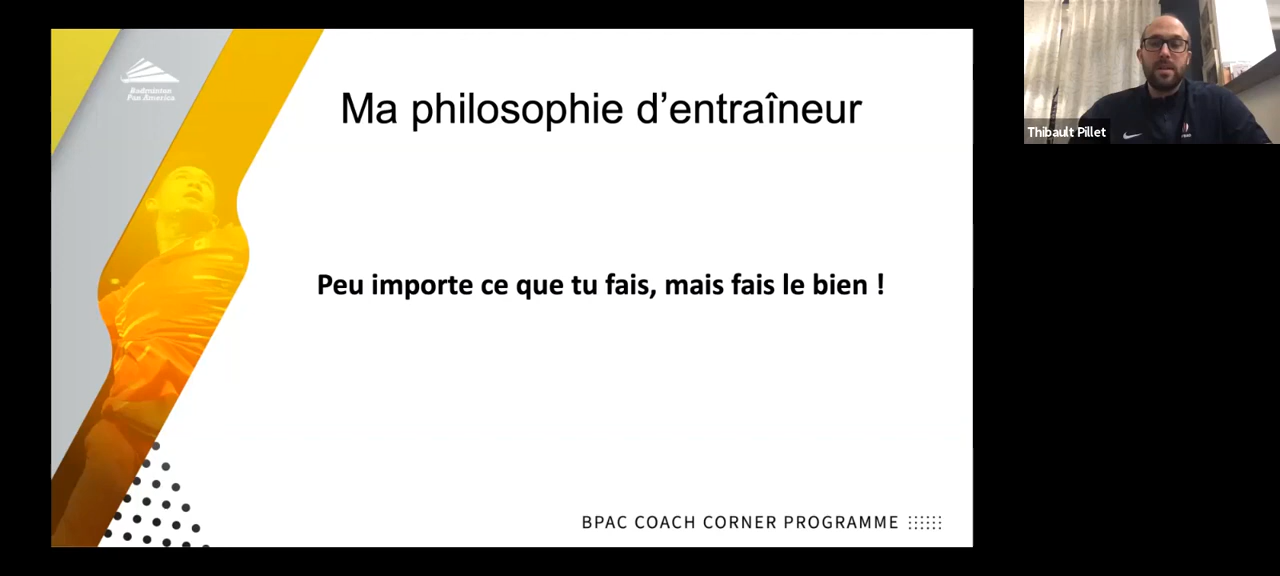 Badminton
Pan America
Ma philosophie d’entraîneur
Peu importe ce que tu fais, mais fais le bien !
BPAC COACH CORNER PROGRAMME
Thibault Pillet